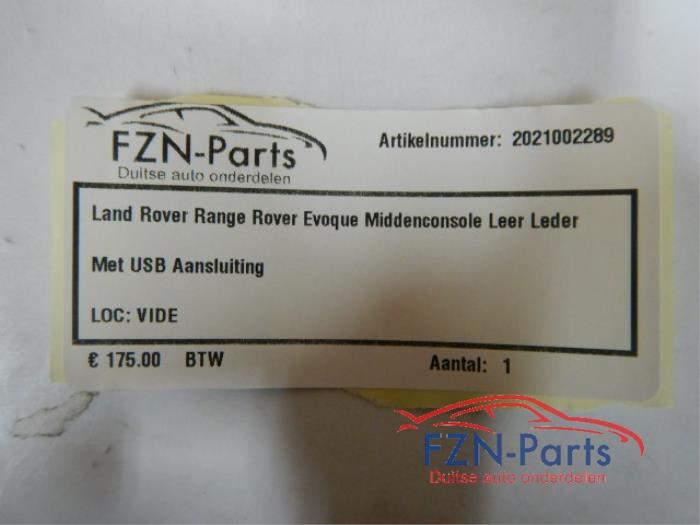 FZN-Parts
Duitse auto onderdelen
Artikelnummer: 2021002289
Land Rover Range Rover Evoque Middenconsole Leer Leder
Met USB Aansluiting
LOC: VIDE
€ 175.00 BTW
Aantal: 1
FZN-Parts
Duitse auto onderdelen